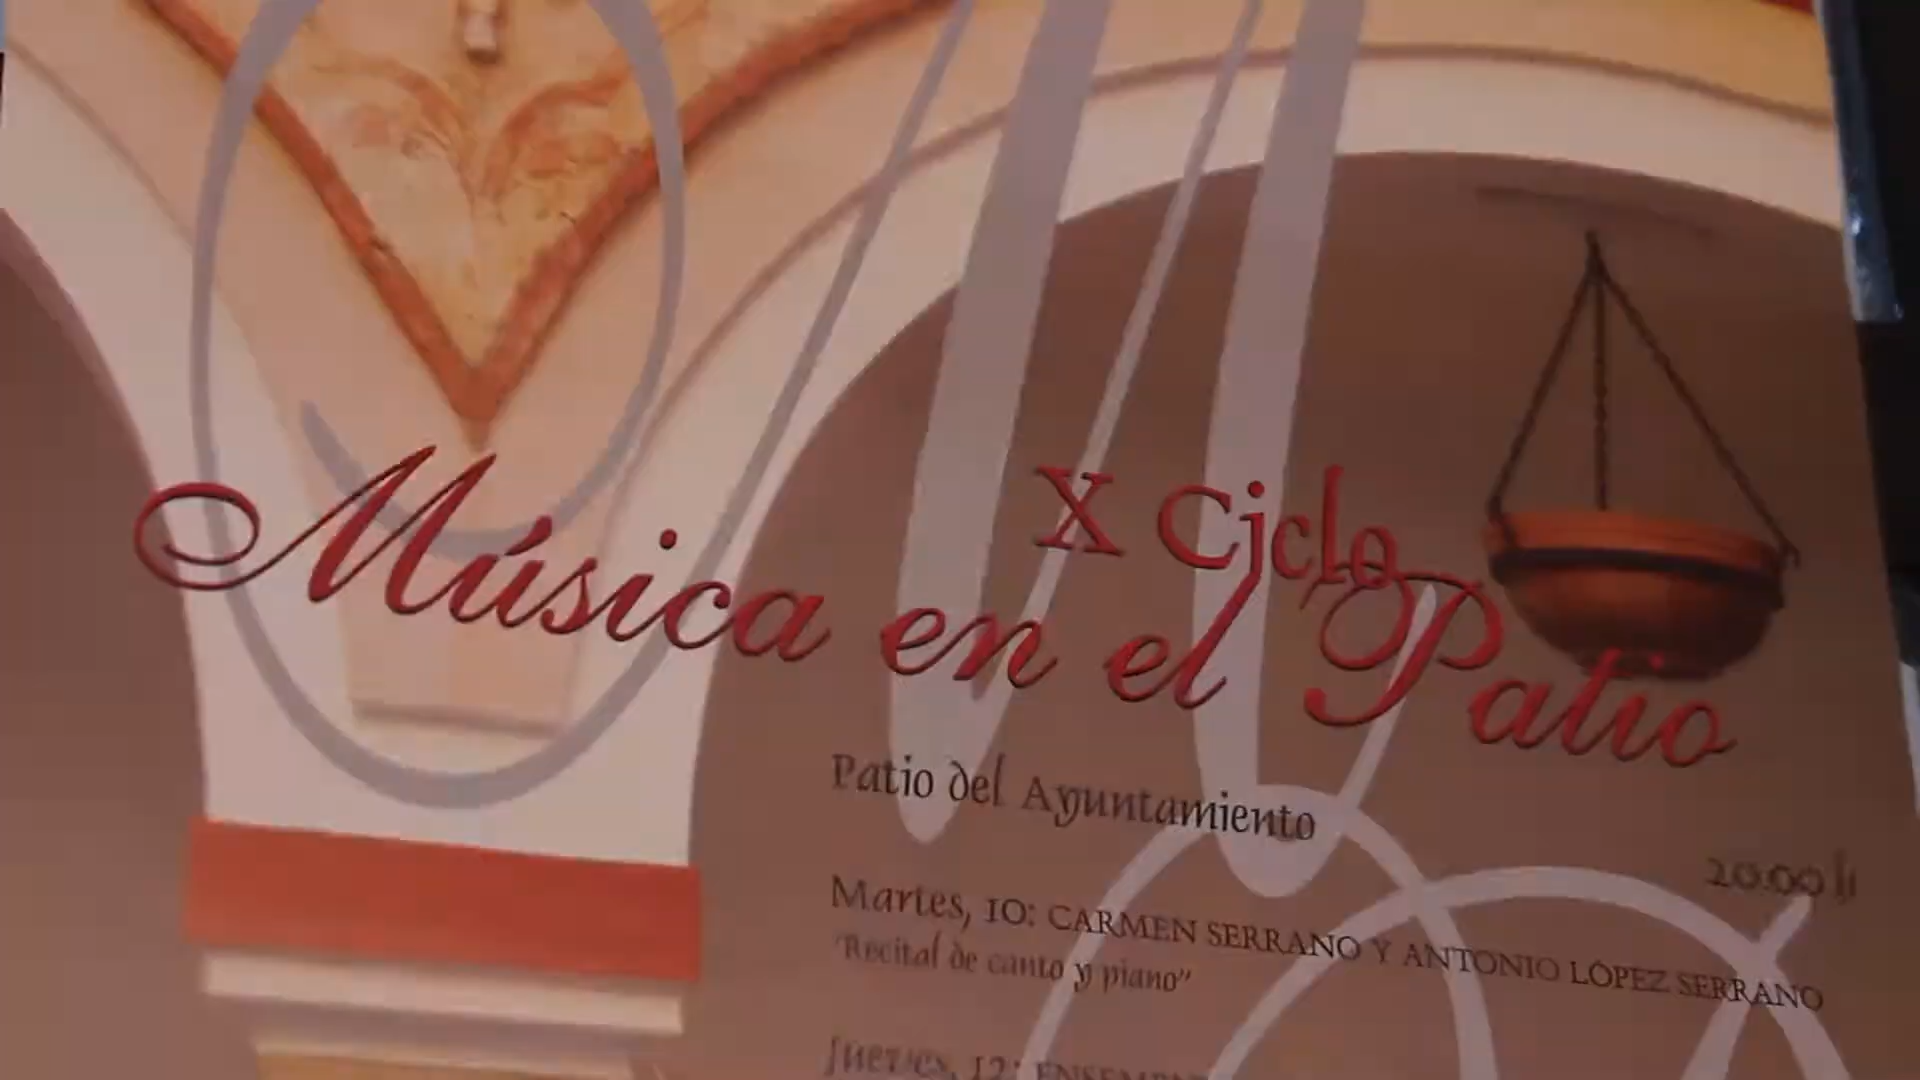 X Ciclo
Música en el Patio
Patio del Ayuntamiento
20:00 h
Martes, 10: CARMEN SERRANO Y ANTONIO LÓPEZ SERRANO
"Recital de canto y piano"
Jueves, 12: